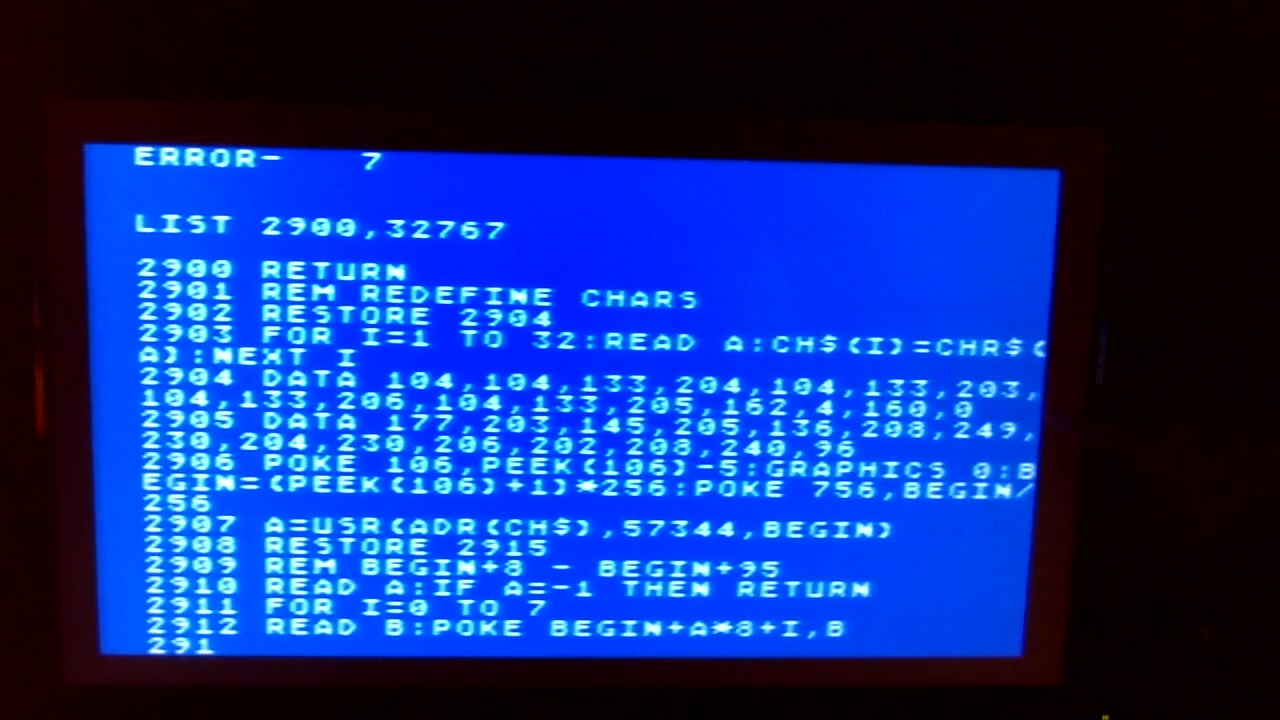 ERROR-   7
LIST 2900,32767
2900 RETURN
2901 REM REDEFINE CHARS
2902 RESTORE 2904
2903 FOR I=1 TO 32:READ A:CH$(I)=CHR$(
A):NEXT I
2904 DATA 104,104,133,204,104,133,203,
104,133,206,104,133,205,162,4,160,0
2905 DATA 177,203,145,205,136,208,249,
230,204,230,206,202,208,240,96
2906 POKE 106,PEEK(106)-5:GRAPHICS 0:B
EGIN=(PEEK(106)+1)*256:POKE 756,BEGIN/
256
2907 A=USR(ADR(CH$),57344,BEGIN)
2908 RESTORE 2915
2909 REM BEGIN+8 - BEGIN+95
2910 READ A:IF A=-1 THEN RETURN
2911 FOR I=0 TO 7
2912 READ B:POKE BEGIN+A*8+I,B
291